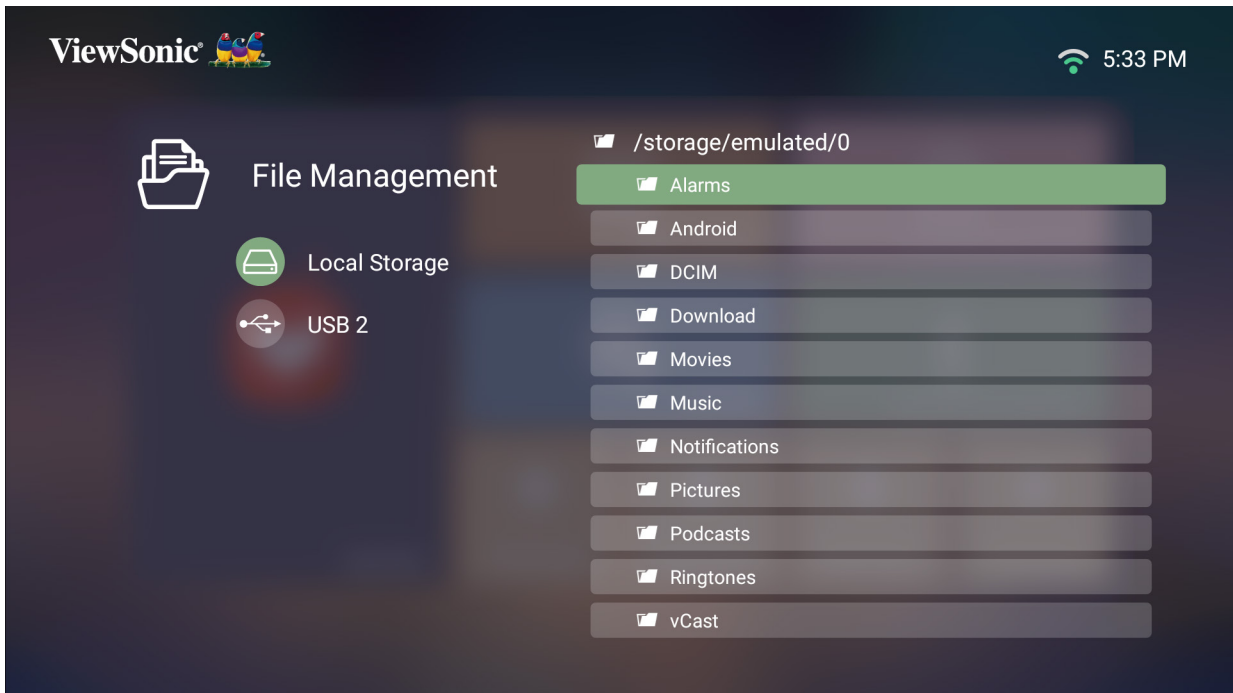 ViewSonic®
5:33 PM
File Management
Local Storage
USB 2
/storage/emulated/0
Alarms
Android
DCIM
Download
Movies
Music
Notifications
Pictures
Podcasts
Ringtones
vCast